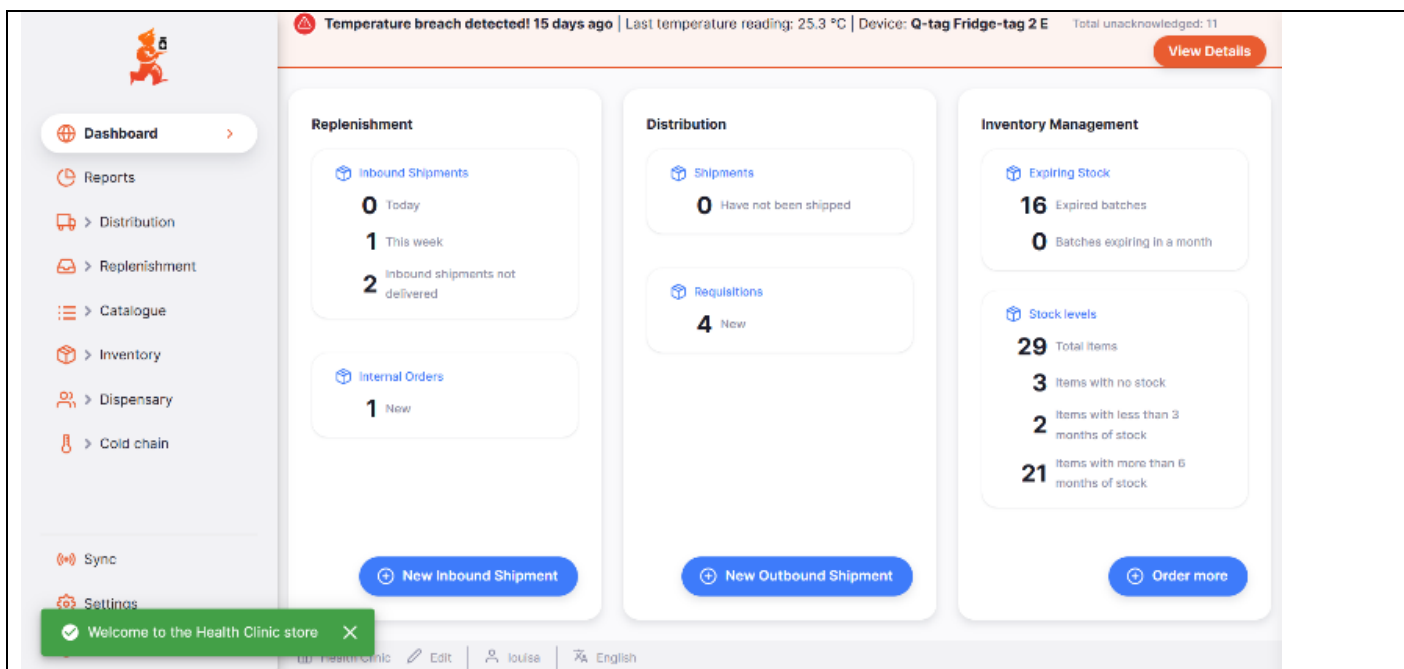 Temperature breach detected! 15 days ago | Last temperature reading: 25.3 °C | Device: Q-tag Fridge-tag 2 E Total unacknowledged: 11
View Details
Dashboard
Reports
Distribution
Replenishment
Catalogue
Inventory
Dispensary
Cold chain
Sync
Settings
Replenishment
Inbound Shipments
0 Today
1 This week
2 Inbound shipments not
delivered
Internal Orders
1 New
New Inbound Shipment
Distribution
Shipments
0 Have not been shipped
Requisitions
4 New
New Outbound Shipment
Inventory Management
Expiring Stock
16 Expired batches
0 Batches expiring in a month
Stock levels
29 Total items
3 Items with no stock
2 Items with less than 3
months of stock
21 Items with more than 6
months of stock
Order more
Welcome to the Health Clinic store
Health Clinic Edit louisa English